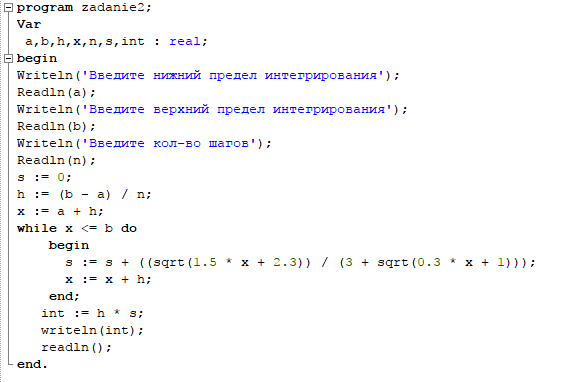 program zadanie2;
Var
a,b,h,x,n,s,int : real;
begin
Writeln('Введите нижний предел интегрирования');
Readln(a);
Writeln('Введите верхний предел интегрирования');
Readln(b);
Writeln('Введите кол-во шагов');
Readln(n);
s := 0;
h := (b - a) / n;
x := a + h;
while x <= b do
begin
s := s + ((sqrt(1.5 * x + 2.3)) / (3 + sqrt(0.3 * x + 1)));
x := x + h;
end;
int := h * s;
writeln(int);
readln();
end.